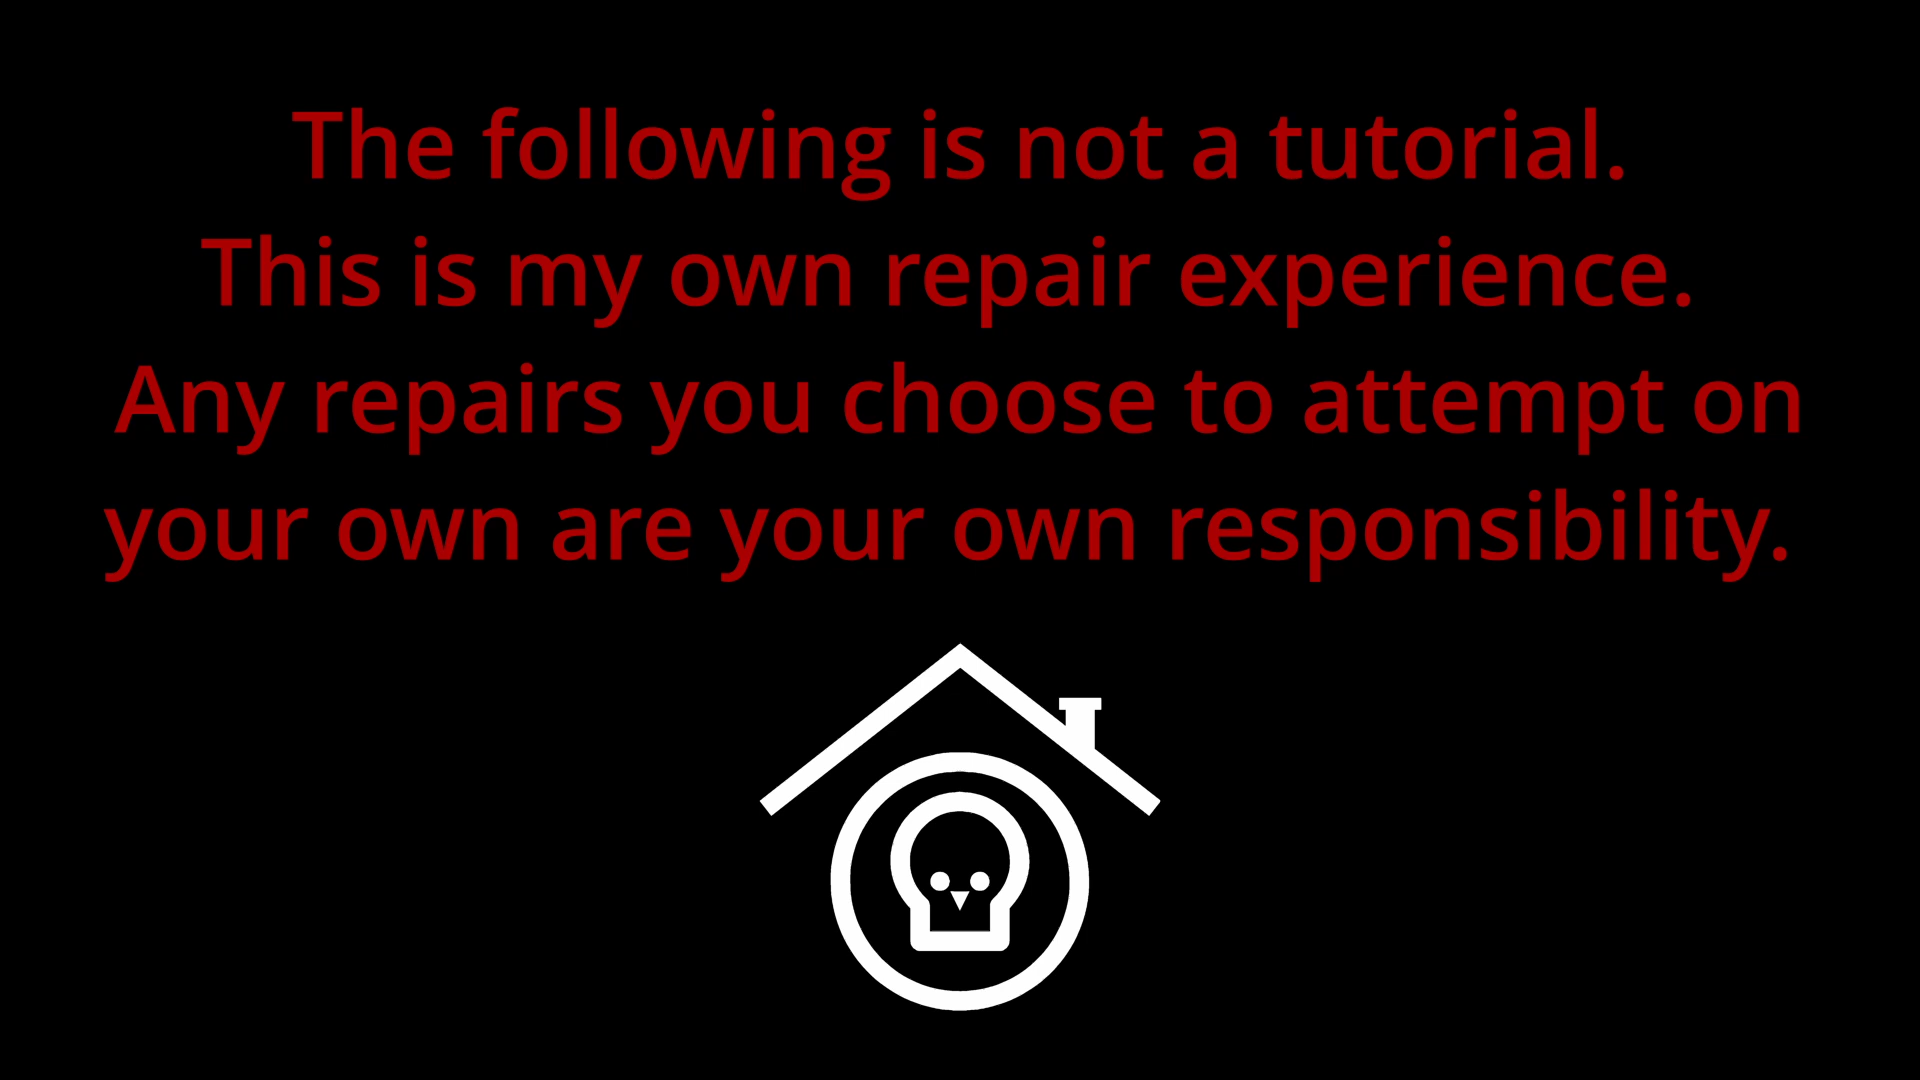 The following is not a tutorial.
This is my own repair experience.
Any repairs you choose to attempt on
your own are your own responsibility.